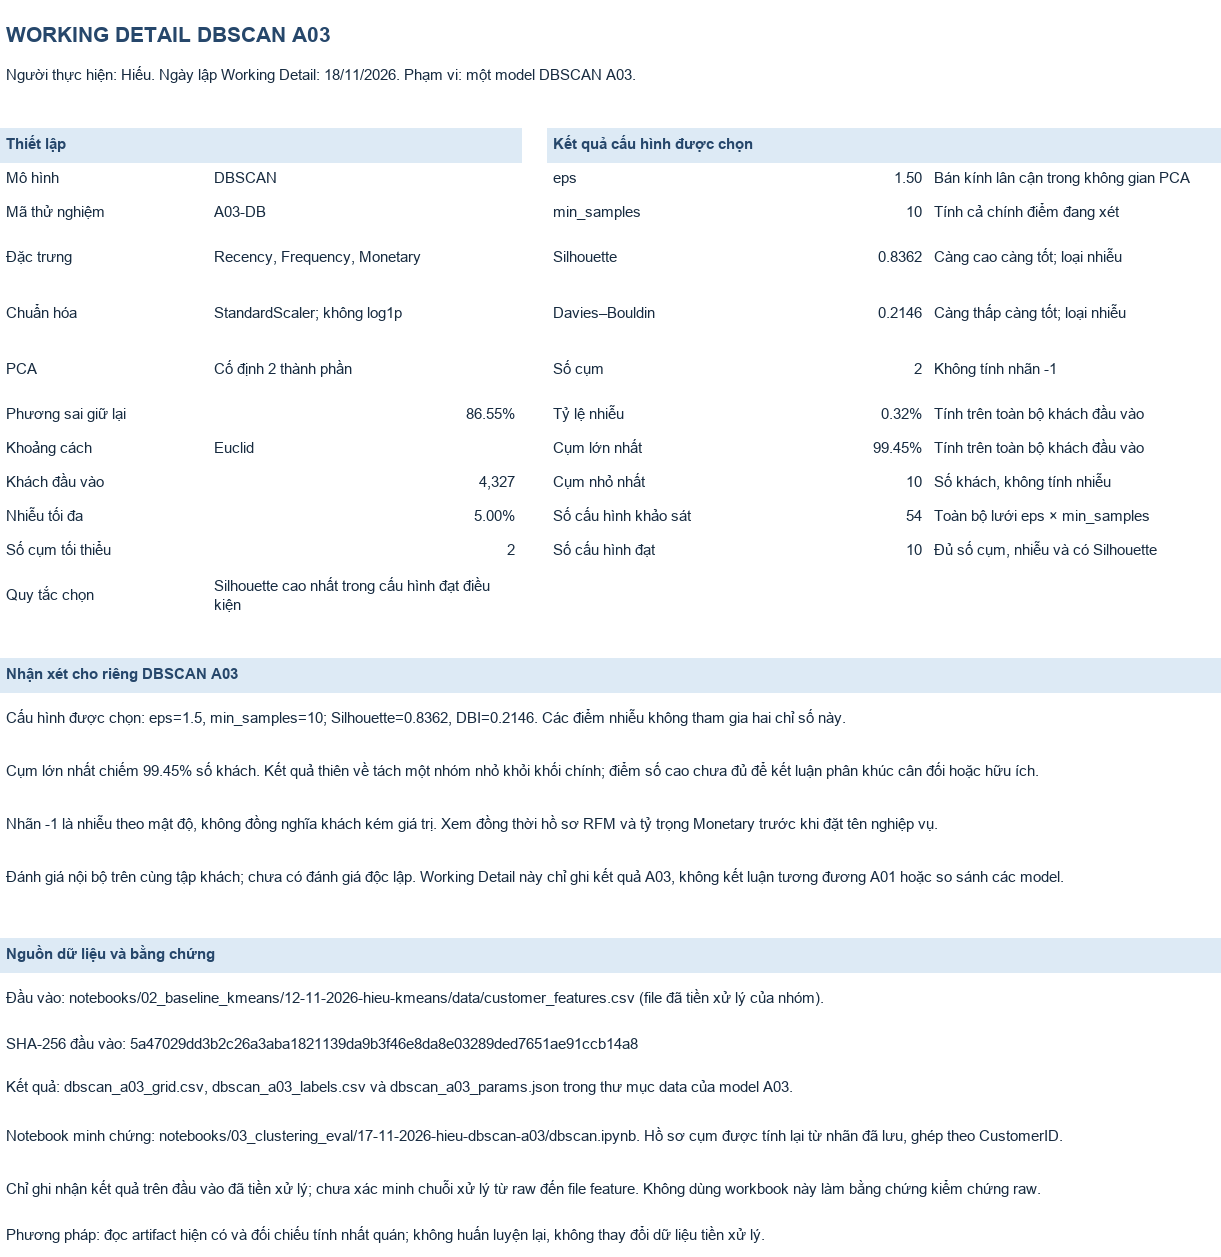 WORKING DETAIL DBSCAN A03
Người thực hiện: Hiếu. Ngày lập Working Detail: 18/11/2026. Phạm vi: một model DBSCAN A03.
Thiết lập
Mô hình DBSCAN
Mã thử nghiệm A03-DB
Đặc trưng Recency, Frequency, Monetary
Chuẩn hóa StandardScaler; không log1p
PCA Cố định 2 thành phần
Phương sai giữ lại 86.55%
Khoảng cách Euclid
Khách đầu vào 4,327
Nhiễu tối đa 5.00%
Số cụm tối thiểu 2
Quy tắc chọn Silhouette cao nhất trong cấu hình đạt điều
kiện
Kết quả cấu hình được chọn
eps 1.50 Bán kính lân cận trong không gian PCA
min_samples 10 Tính cả chính điểm đang xét
Silhouette 0.8362 Càng cao càng tốt; loại nhiễu
Davies–Bouldin 0.2146 Càng thấp càng tốt; loại nhiễu
Số cụm 2 Không tính nhãn -1
Tỷ lệ nhiễu 0.32% Tính trên toàn bộ khách đầu vào
Cụm lớn nhất 99.45% Tính trên toàn bộ khách đầu vào
Cụm nhỏ nhất 10 Số khách, không tính nhiễu
Số cấu hình khảo sát 54 Toàn bộ lưới eps × min_samples
Số cấu hình đạt 10 Đủ số cụm, nhiễu và có Silhouette
Nhận xét cho riêng DBSCAN A03
Cấu hình được chọn: eps=1.5, min_samples=10; Silhouette=0.8362, DBI=0.2146. Các điểm nhiễu không tham gia hai chỉ số này.
Cụm lớn nhất chiếm 99.45% số khách. Kết quả thiên về tách một nhóm nhỏ khỏi khối chính; điểm số cao chưa đủ để kết luận phân khúc cân đối hoặc hữu ích.
Nhãn -1 là nhiễu theo mật độ, không đồng nghĩa khách kém giá trị. Xem đồng thời hồ sơ RFM và tỷ trọng Monetary trước khi đặt tên nghiệp vụ.
Đánh giá nội bộ trên cùng tập khách; chưa có đánh giá độc lập. Working Detail này chỉ ghi kết quả A03, không kết luận tương đương A01 hoặc so sánh các model.
Nguồn dữ liệu và bằng chứng
Đầu vào: notebooks/02_baseline_kmeans/12-11-2026-hieu-kmeans/data/customer_features.csv (file đã tiền xử lý của nhóm).
SHA-256 đầu vào: 5a47029dd3b2c26a3aba1821139da9b3f46e8da8e03289ded7651ae91ccb14a8
Kết quả: dbscan_a03_grid.csv, dbscan_a03_labels.csv và dbscan_a03_params.json trong thư mục data của model A03.
Notebook minh chứng: notebooks/03_clustering_eval/17-11-2026-hieu-dbscan-a03/dbscan.ipynb. Hồ sơ cụm được tính lại từ nhãn đã lưu, ghép theo CustomerID.
Chỉ ghi nhận kết quả trên đầu vào đã tiền xử lý; chưa xác minh chuỗi xử lý từ raw đến file feature. Không dùng workbook này làm bằng chứng kiểm chứng raw.
Phương pháp: đọc artifact hiện có và đối chiếu tính nhất quán; không huấn luyện lại, không thay đổi dữ liệu tiền xử lý.